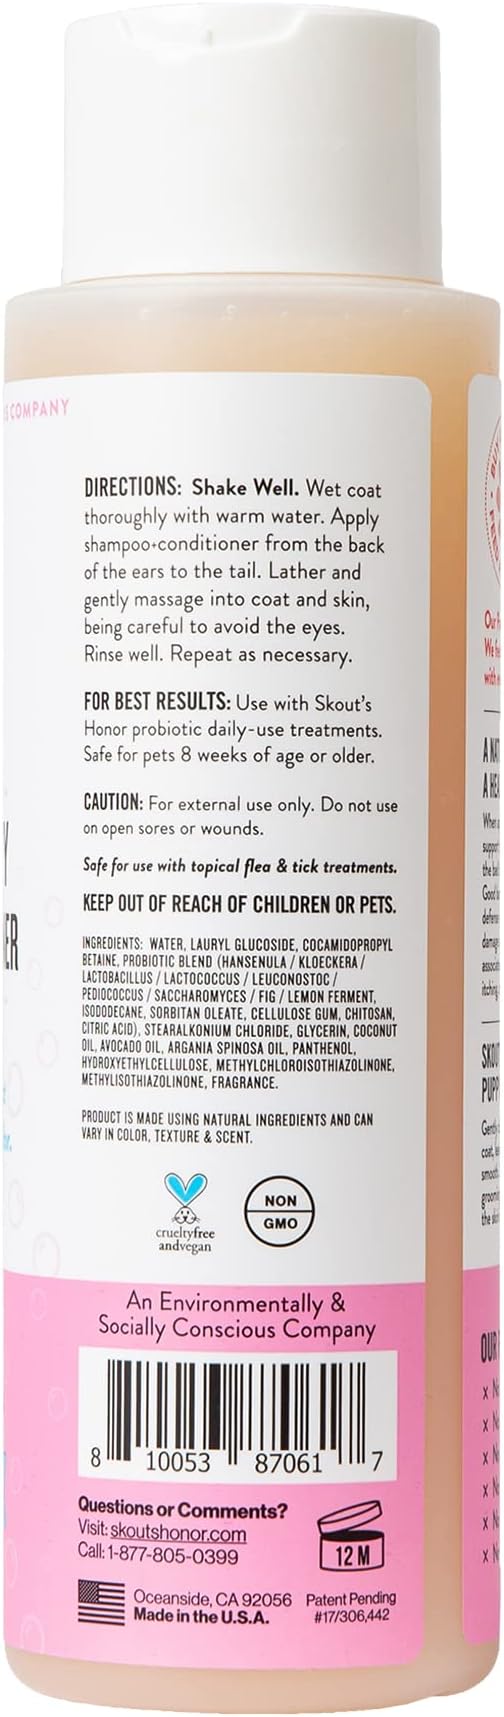 COMPANY
DIRECTIONS: Shake Well. Wet coat
thoroughly with warm water. Apply
shampoo+conditioner from the back
of the ears to the tail. Lather and
gently massage into coat and skin,
being careful to avoid the eyes.
Rinse well. Repeat as necessary.
FOR BEST RESULTS: Use with Skout's
Honor probiotic daily-use treatments.
Safe for pets 8 weeks of age or older.
CAUTION: For external use only. Do not use
on open sores or wounds.
Safe for use with topical flea & tick treatments.
KEEP OUT OF REACH OF CHILDREN OR PETS.
INGREDIENTS: WATER, LAURYL GLUCOSIDE, COCAMIDOPROPYL
BETAINE, PROBIOTIC BLEND (HANSENULA / KLOECKERA /
LACTOBACILLUS / LACTOCOCCUS / LEUCONOSTOC /
PEDIOCOCCUS / SACCHAROMYCES / FIG / LEMON FERMENT,
ISODODECANE, SORBITAN OLEATE, CELLULOSE GUM, CHITOSAN,
CITRIC ACID), STEARALKONIUM CHLORIDE, GLYCERIN, COCONUT
OIL, AVOCADO OIL, ARGANIA SPINOSA OIL, PANTHENOL,
HYDROXYETHYLCELLULOSE, METHYLCHLOROISOTHIAZOLINONE,
METHYLISOTHIAZOLINONE, FRAGRANCE.
PRODUCT IS MADE USING NATURAL INGREDIENTS AND CAN
VARY IN COLOR, TEXTURE & SCENT.
crueltyfree
andvegan
NON
GMO
An Environmentally &
Socially Conscious Company
8 10053 87061 7
Questions or Comments?
Visit: skoutshonor.com
Call: 1-877-805-0399
12 M
Oceanside, CA 92056
Made in the U.S.A.
Patent Pending
#17/306,442